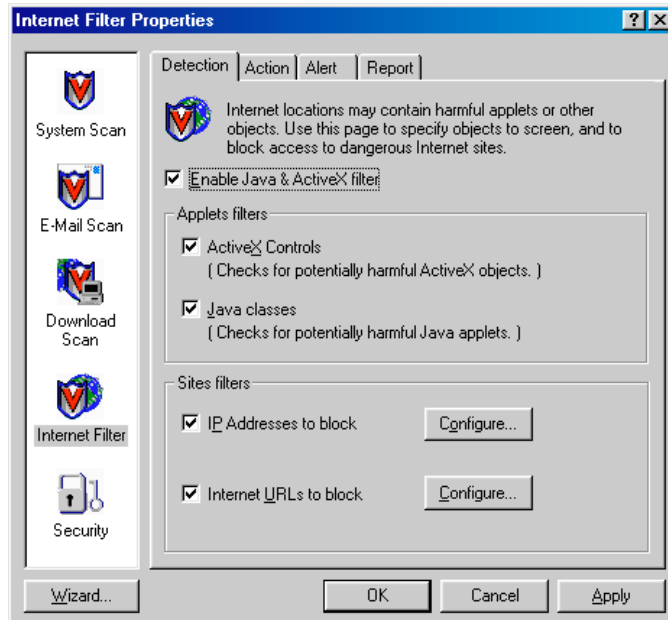 Internet Filter Properties
System Scan
E-Mail Scan
Download
Scan
Internet Filter
Security
Detection
Action
Alert
Report
Internet locations may contain harmful applets or other
objects. Use this page to specify objects to screen, and to
block access to dangerous Internet sites.
Enable Java & ActiveX filter
Applets filters
ActiveX Controls
( Checks for potentially harmful ActiveX objects. )
Java classes
( Checks for potentially harmful Java applets. )
Sites filters
IP Addresses to block
Configure...
Internet URLs to block
Configure...
Wizard...
OK
Cancel
Apply